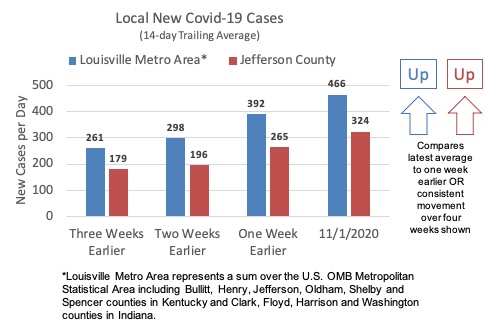 Local New Covid-19 Cases
(14-day Trailing Average)
Louisville Metro Area*
Jefferson County
New Cases per Day
500
400
300
200
100
0
261
179
298
196
392
265
466
324
Three Weeks
Earlier
Two Weeks
Earlier
One Week
Earlier
11/1/2020
Up
Up
Compares
latest average
to one week
earlier OR
consistent
movement
over four
weeks shown
*Louisville Metro Area represents a sum over the U.S. OMB Metropolitan
Statistical Area including Bullitt, Henry, Jefferson, Oldham, Shelby and
Spencer counties in Kentucky and Clark, Floyd, Harrison and Washington
counties in Indiana.